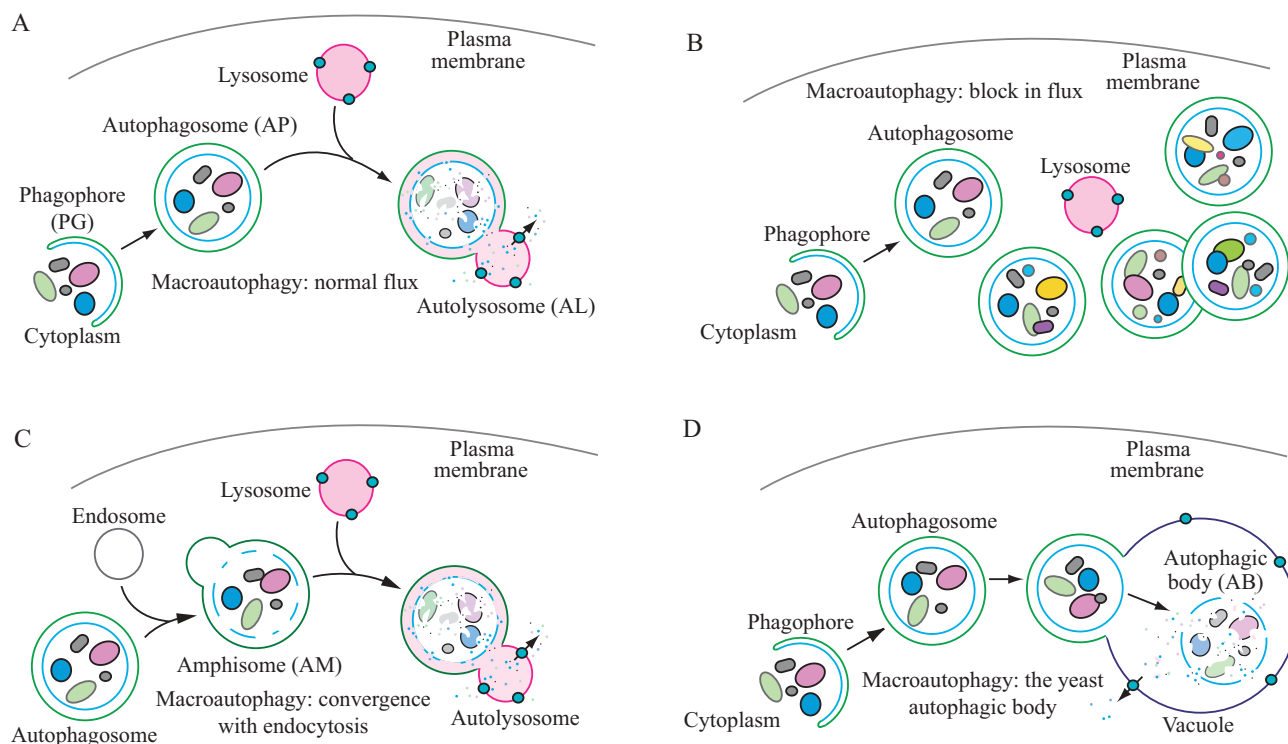 A
Plasma
membrane
Lysosome
Autophagosome (AP)
Phagophore
(PG)
Macroautophagy: normal flux
Cytoplasm
Autolysosome (AL)
B
Plasma
membrane
Macroautophagy: block in flux
Autophagosome
Lysosome
Phagophore
Cytoplasm
C
Plasma
membrane
Lysosome
Endosome
Amphisome (AM)
Macroautophagy: convergence
with endocytosis
Autolysosome
Autophagosome
D
Plasma
membrane
Autophagosome
Autophagic
body (AB)
Phagophore
Macroautophagy: the yeast
autophagic body
Cytoplasm
Vacuole